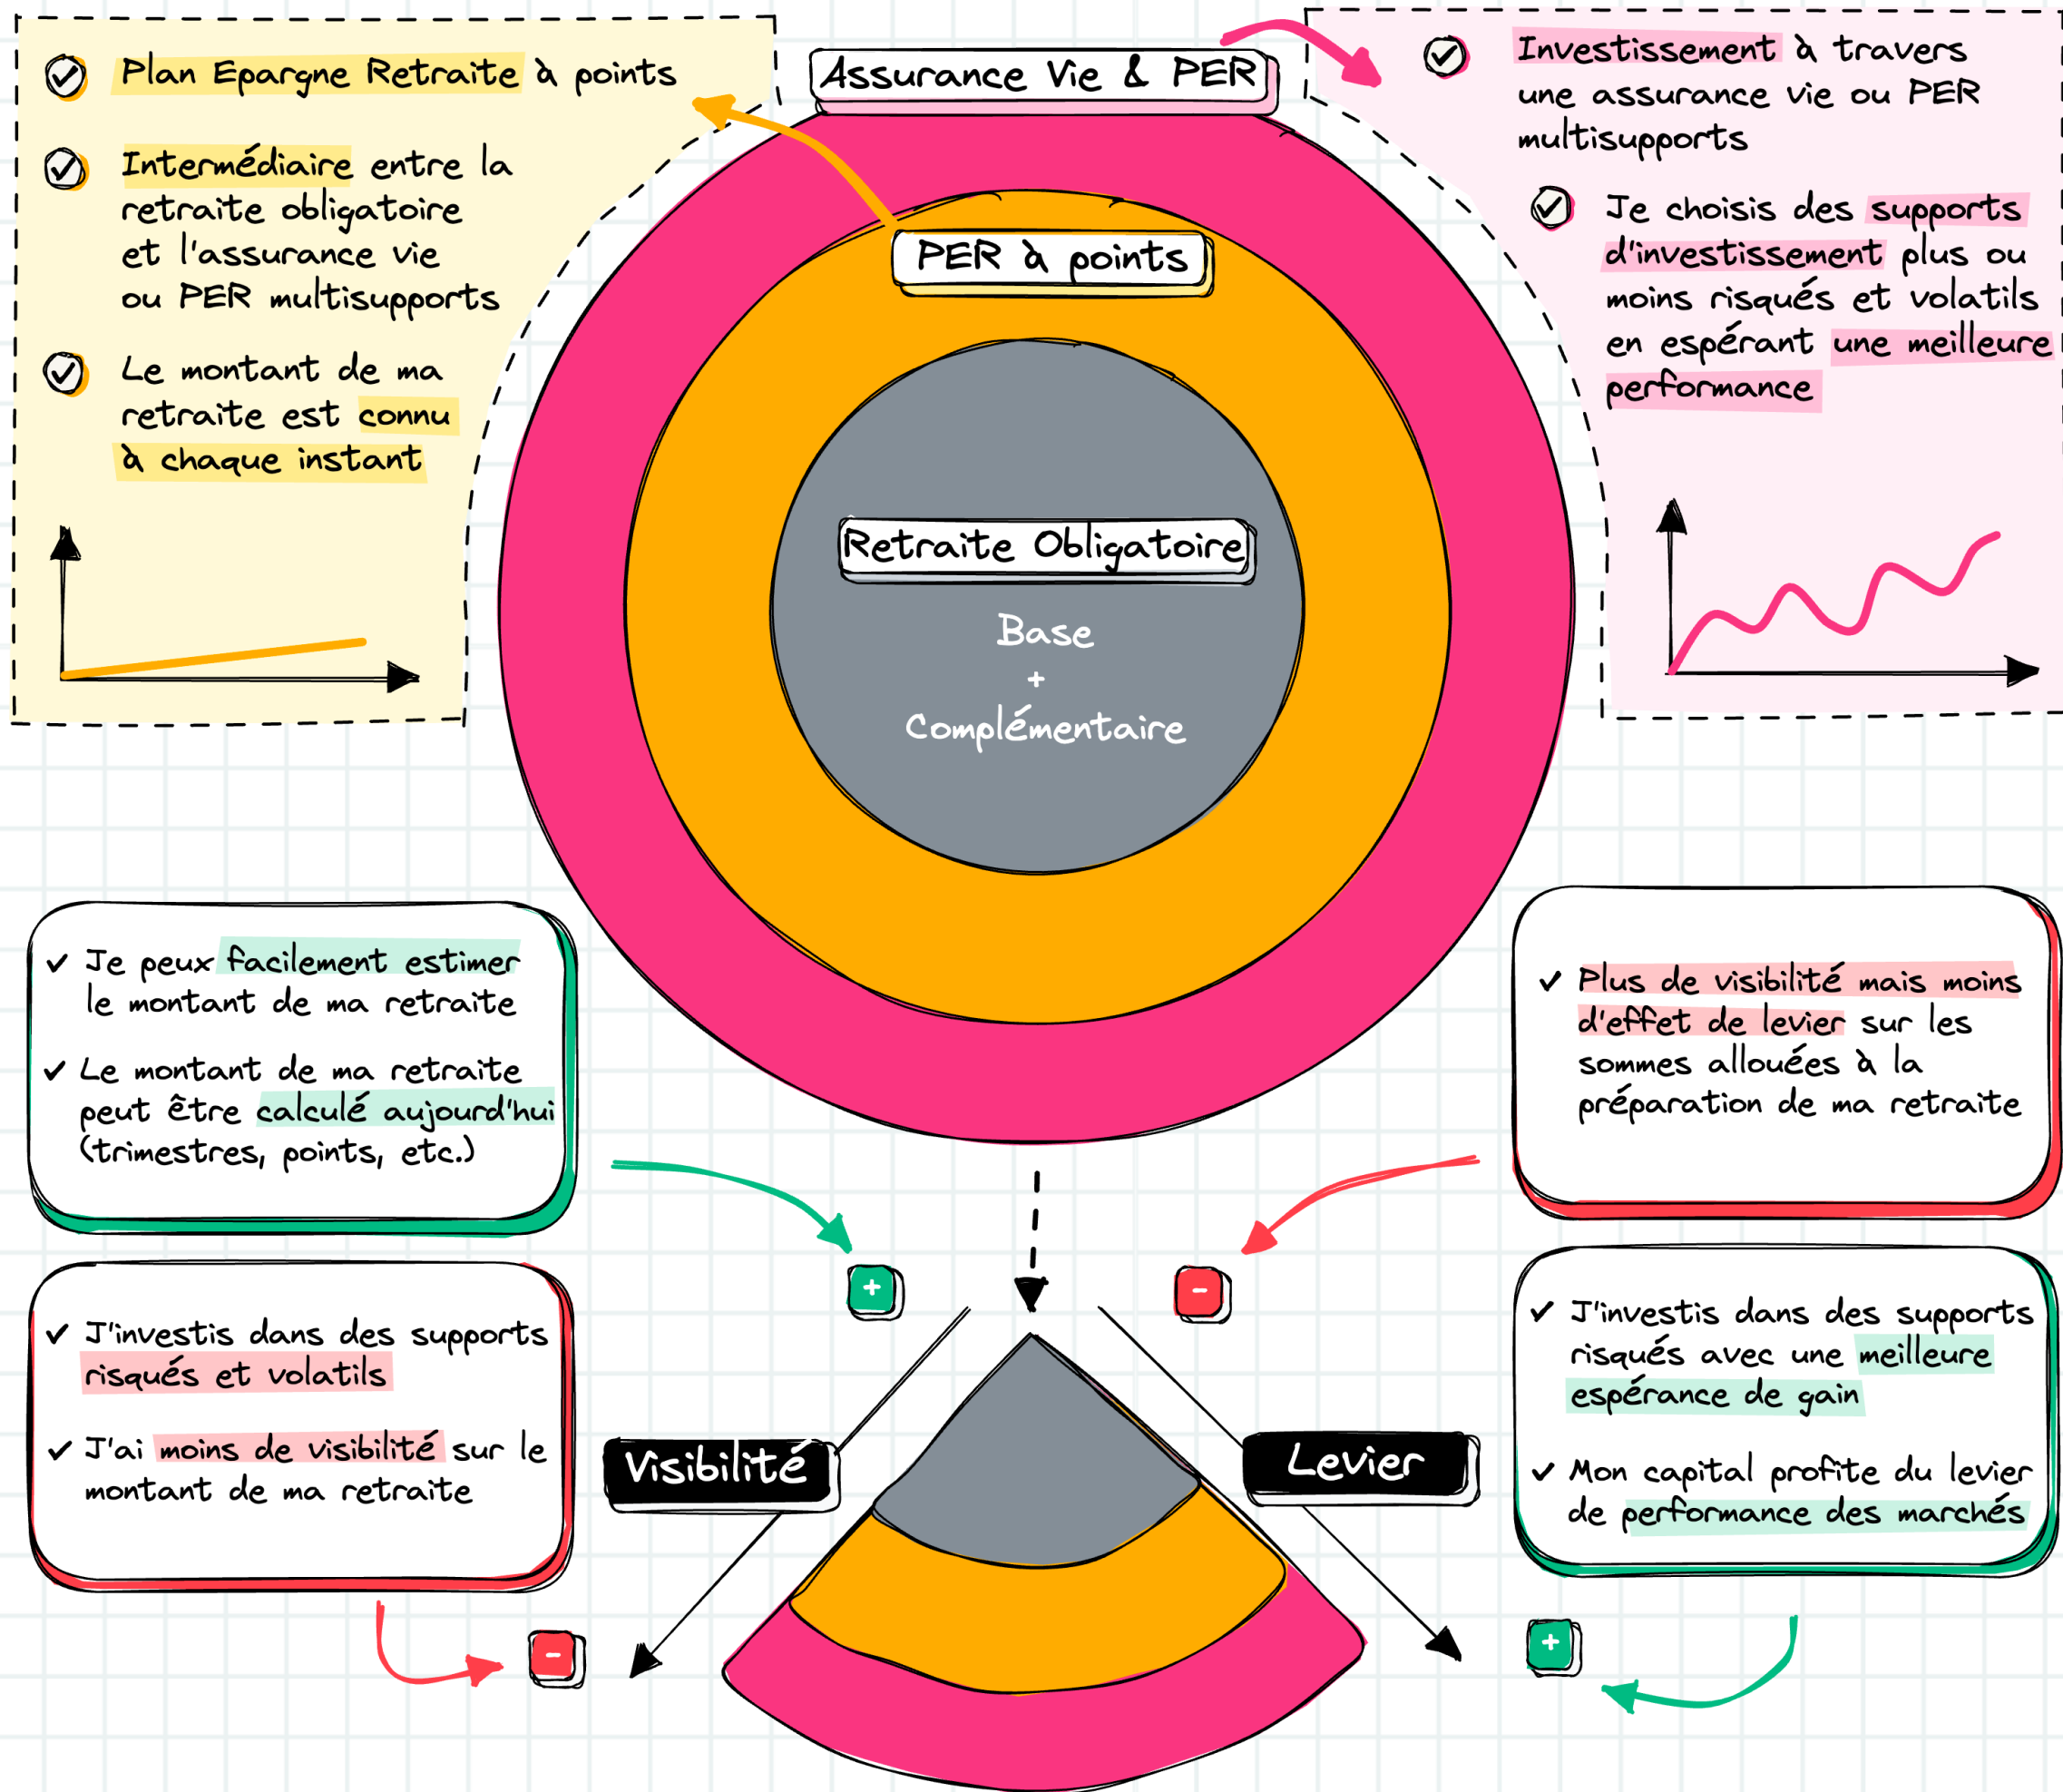 Plan Epargne Retraite à points
Intermédiaire entre la
retraite obligatoire
et l'assurance vie
ou PER multisupports
Le montant de ma
retraite est connu
à chaque instant
Assurance Vie & PER
PER à points
Retraite Obligatoire
Base
+
Complémentaire
Investissement à travers
une assurance vie ou PER
multisupports
Je choisis des supports
d'investissement plus ou
moins risqués et volatils
en espérant une meilleure
performance
Je peux facilement estimer
le montant de ma retraite
Le montant de ma retraite
peut être calculé aujourd'hui
(trimestres, points, etc.)
Plus de visibilité mais moins
d'effet de levier sur les
sommes allouées à la
préparation de ma retraite
+
-
J'investis dans des supports
risqués et volatils
J'ai moins de visibilité sur le
montant de ma retraite
Visibilité
Levier
J'investis dans des supports
risqués avec une meilleure
espérance de gain
Mon capital profite du levier
de performance des marchés
-
+